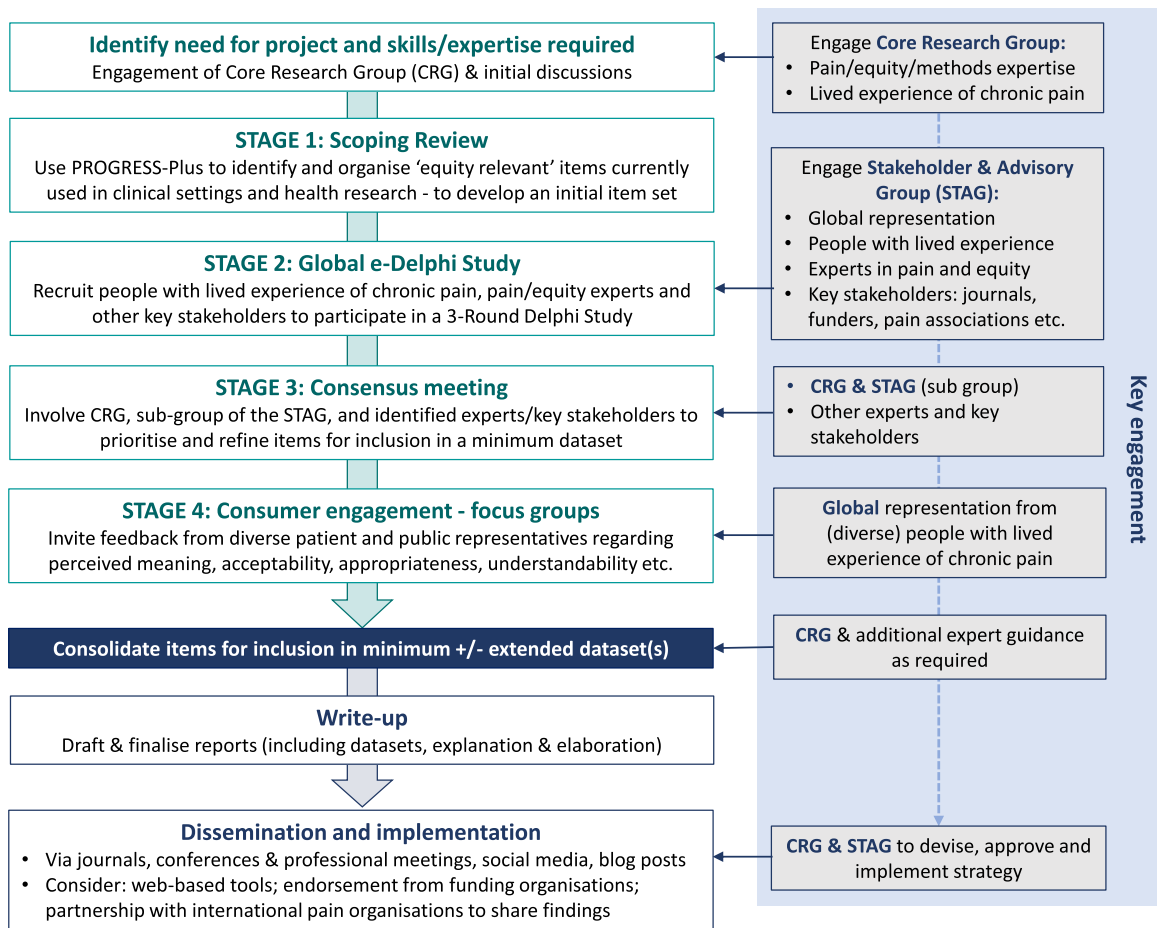 Identify need for project and skills/expertise required
Engagement of Core Research Group (CRG) & initial discussions
STAGE 1: Scoping Review
Use PROGRESS-Plus to identify and organise ‘equity relevant’ items currently
used in clinical settings and health research - to develop an initial item set
STAGE 2: Global e-Delphi Study
Recruit people with lived experience of chronic pain, pain/equity experts and
other key stakeholders to participate in a 3-Round Delphi Study
STAGE 3: Consensus meeting
Involve CRG, sub-group of the STAG, and identified experts/key stakeholders to
prioritise and refine items for inclusion in a minimum dataset
STAGE 4: Consumer engagement - focus groups
Invite feedback from diverse patient and public representatives regarding
perceived meaning, acceptability, appropriateness, understandability etc.
Consolidate items for inclusion in minimum +/- extended dataset(s)
Write-up
Draft & finalise reports (including datasets, explanation & elaboration)
Dissemination and implementation
• Via journals, conferences & professional meetings, social media, blog posts
• Consider: web-based tools; endorsement from funding organisations;
partnership with international pain organisations to share findings
Engage Core Research Group:
• Pain/equity/methods expertise
• Lived experience of chronic pain
Engage Stakeholder & Advisory
Group (STAG):
• Global representation
• People with lived experience
• Experts in pain and equity
• Key stakeholders: journals,
funders, pain associations etc.
• CRG & STAG (sub group)
• Other experts and key
stakeholders
Global representation from
(diverse) people with lived
experience of chronic pain
CRG & additional expert guidance
as required
CRG & STAG to devise, approve and
implement strategy
Key engagement